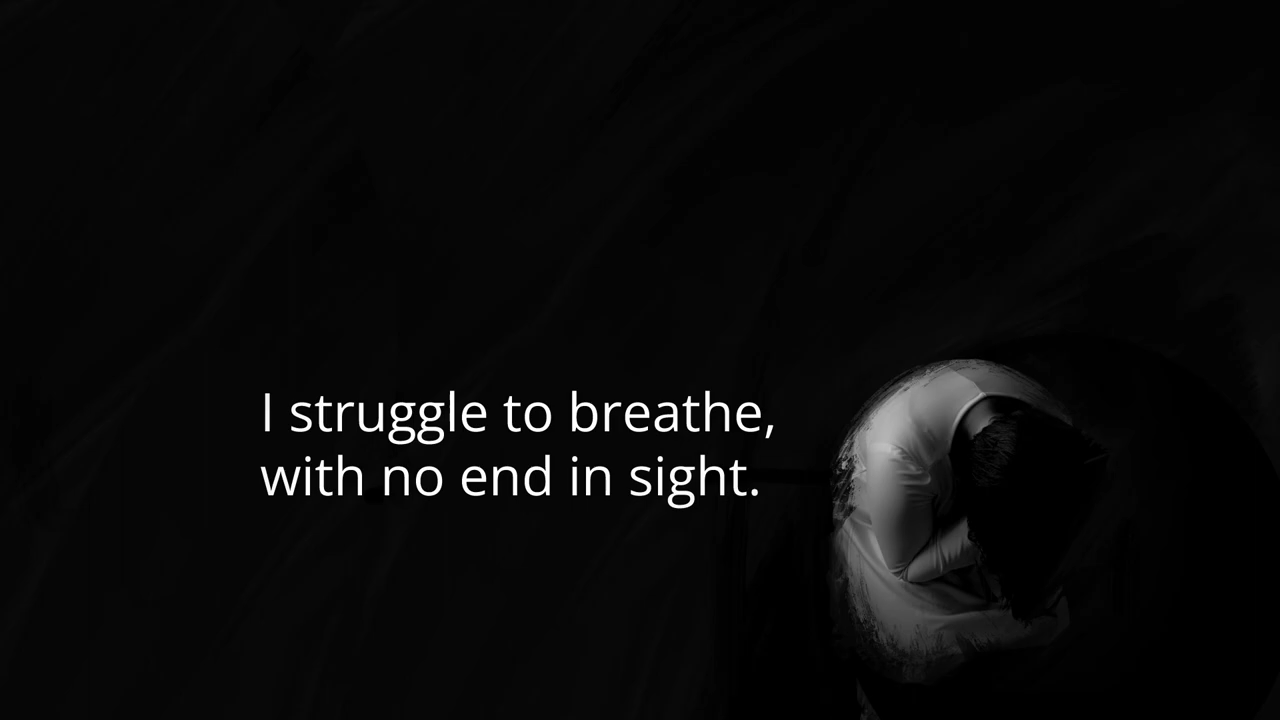 I struggle to breathe,
with no end in sight.